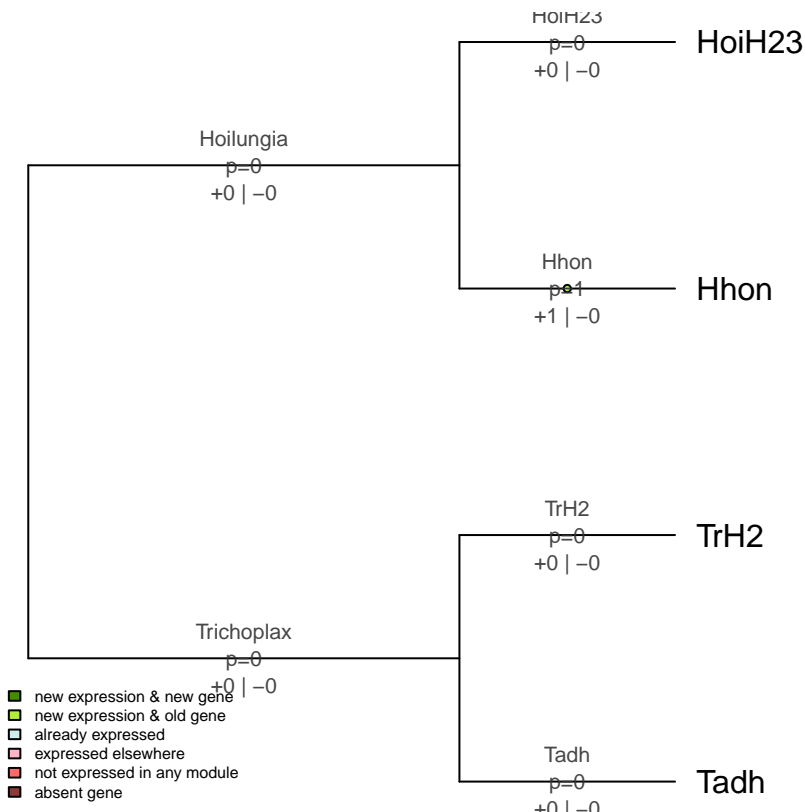 HoiH23
p=0
+0 | −0
HoiH23
Hoilungia
p=0
+0 | −0
Hhon
p=1
+1 | −0
Hhon
TrH2
p=0
+0 | −0
TrH2
Trichoplax
p=0
+0 | −0
new expression & new gene
new expression & old gene
already expressed
expressed elsewhere
not expressed in any module
absent gene
Tadh
p=0
+0 | −0
Tadh